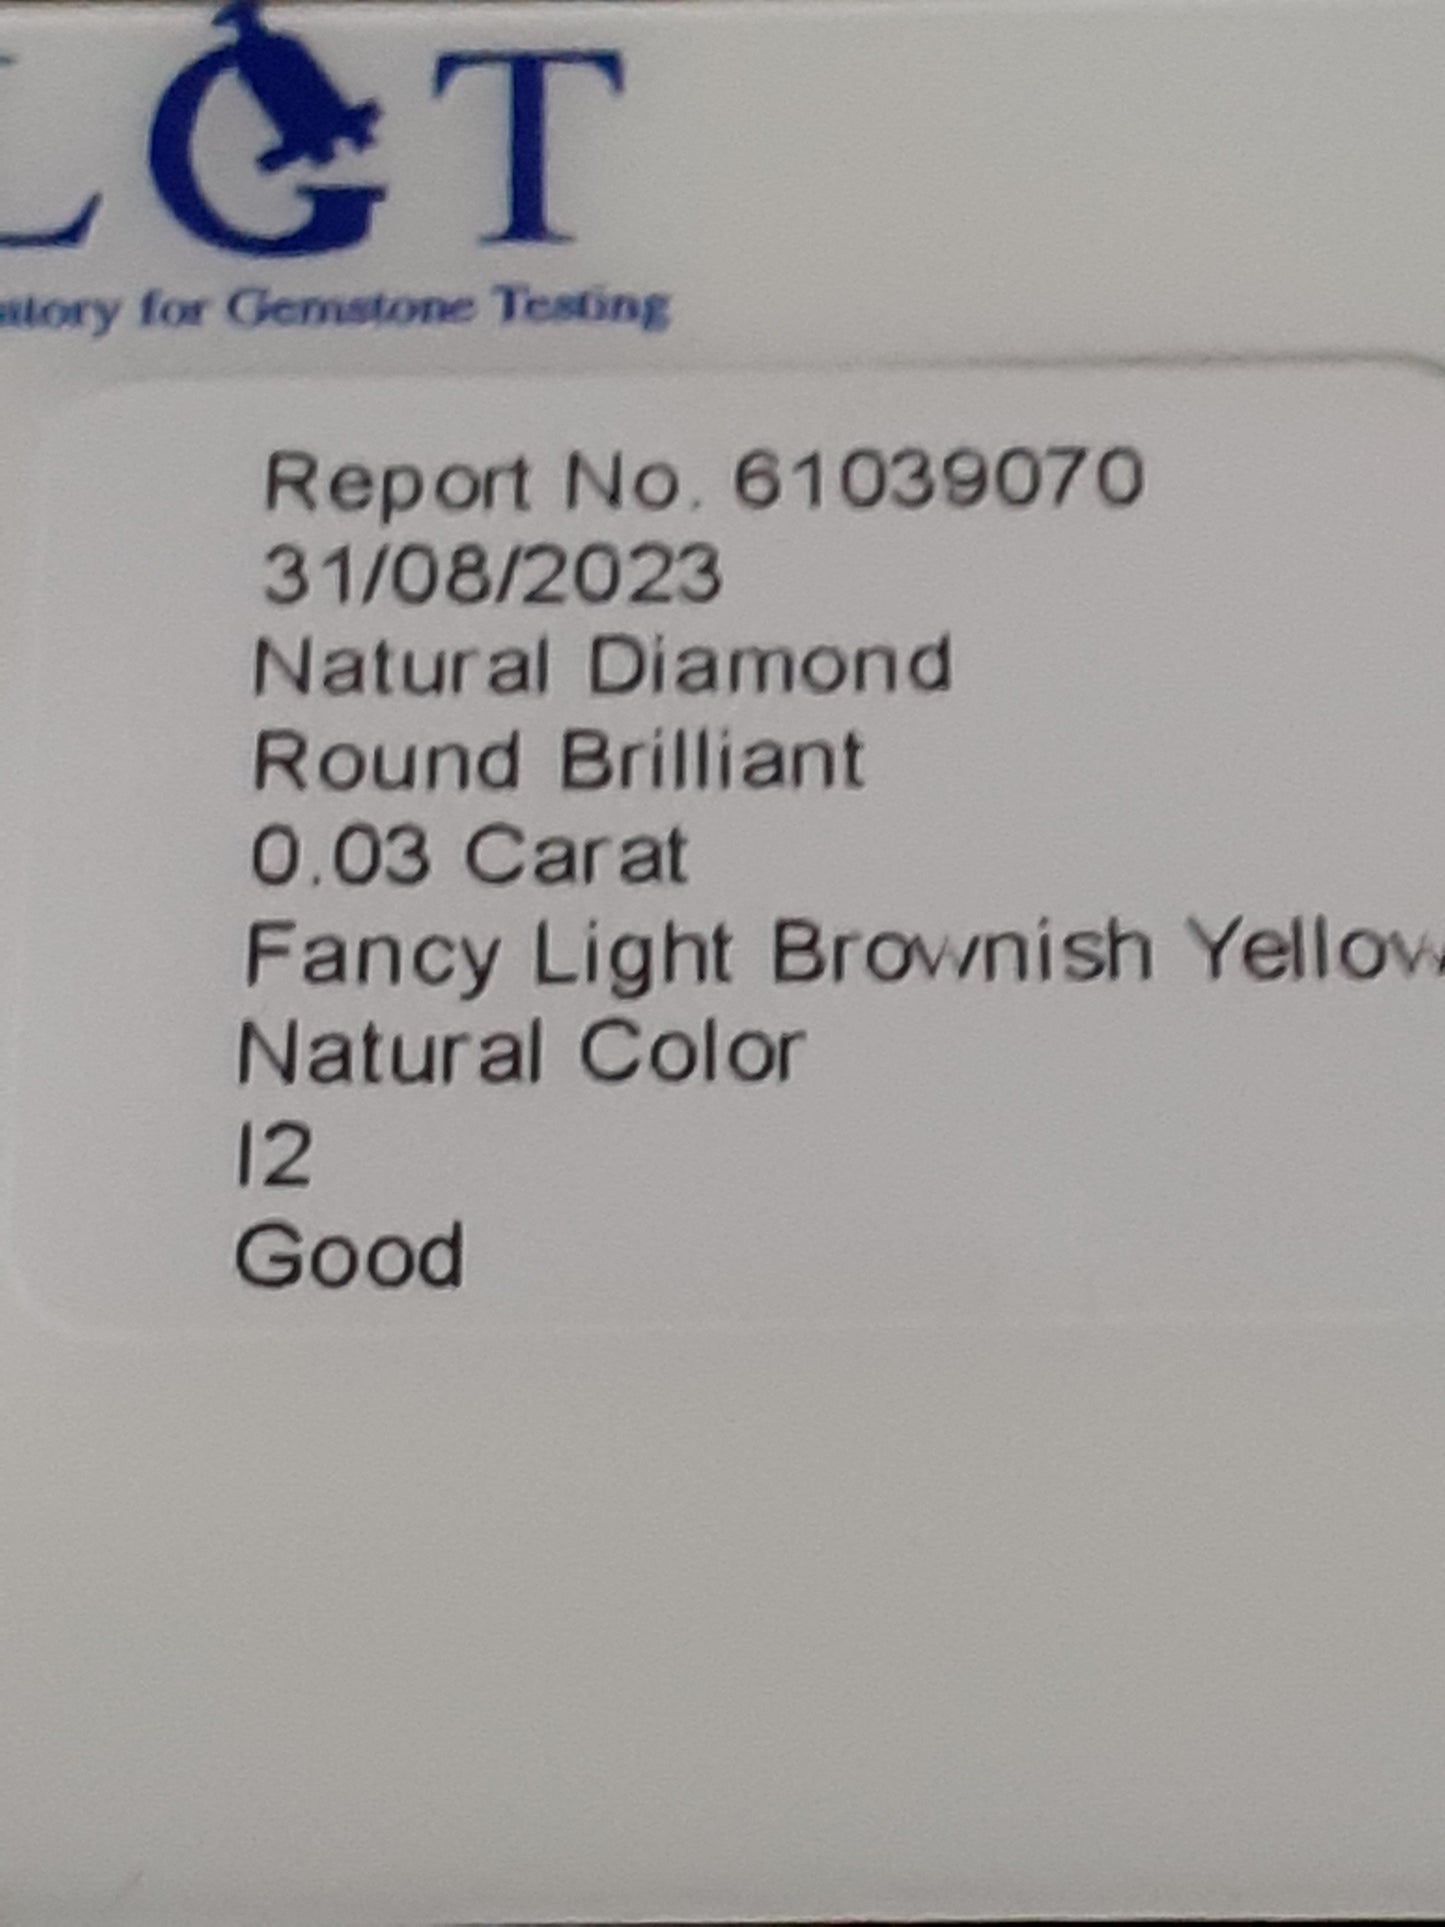 LGT
atory for Gemstone Testing
Report No. 61039070
31/08/2023
Natural Diamond
Round Brilliant
0.03 Carat
Fancy Light Brownish Yellow
Natural Color
I2
Good